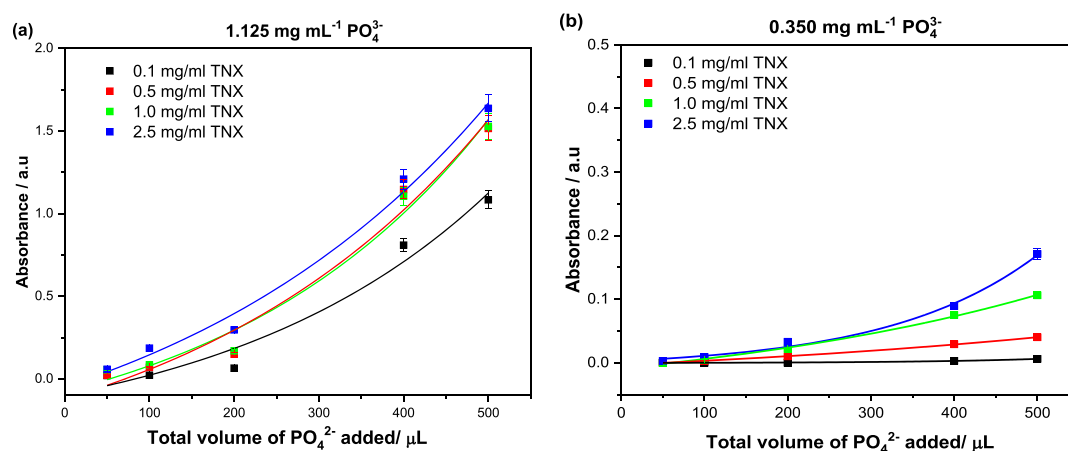 (a)
1.125 mg mL⁻¹ PO₄³⁻
2.0
1.5
1.0
0.5
0.0
Absorbance / a.u
0.1 mg/ml TNX
0.5 mg/ml TNX
1.0 mg/ml TNX
2.5 mg/ml TNX
0 100 200 300 400 500
Total volume of PO₄²⁻ added/ μL
(b)
0.350 mg mL⁻¹ PO₄³⁻
0.5
0.4
0.3
0.2
0.1
0.0
Absorbance / a.u
0.1 mg/ml TNX
0.5 mg/ml TNX
1.0 mg/ml TNX
2.5 mg/ml TNX
0 100 200 300 400 500
Total volume of PO₄²⁻ added/ μL